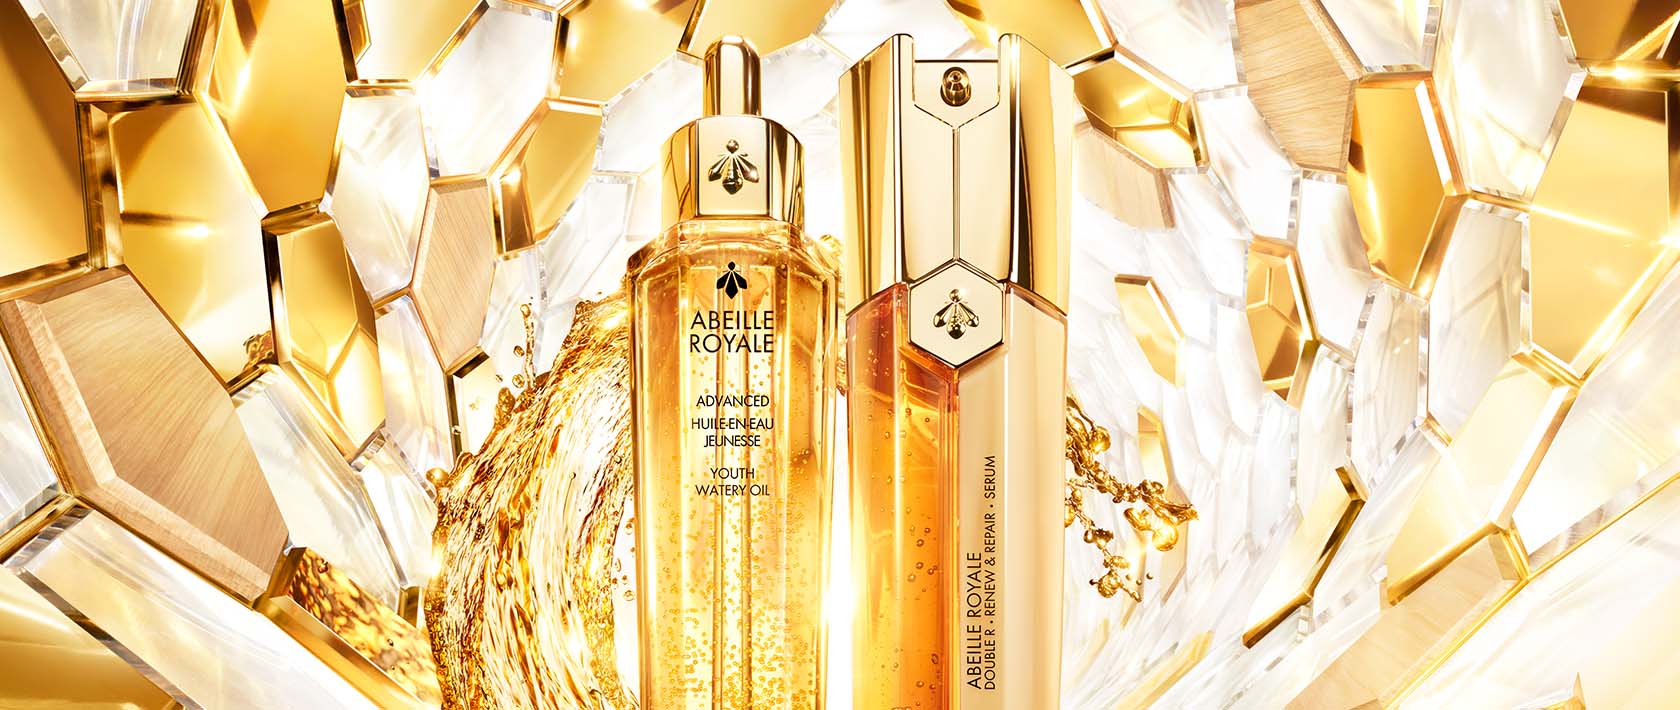 ABEILLE
ROYALE
ADVANCED
HUILE-EN-EAU
JEUNESSE
YOUTH
WATERY OIL
ABEILLE ROYALE
DOUBLE R • RENEW & REPAIR • SERUM